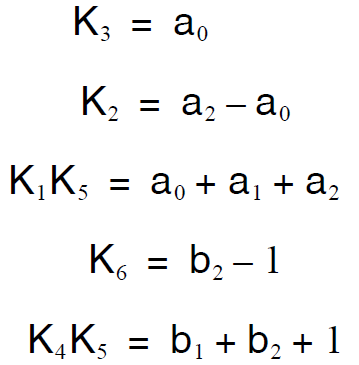 K₃ = a₀
K₂ = a₂ – a₀
K₁K₅ = a₀ + a₁ + a₂
K₆ = b₂ – 1
K₄K₅ = b₁ + b₂ + 1